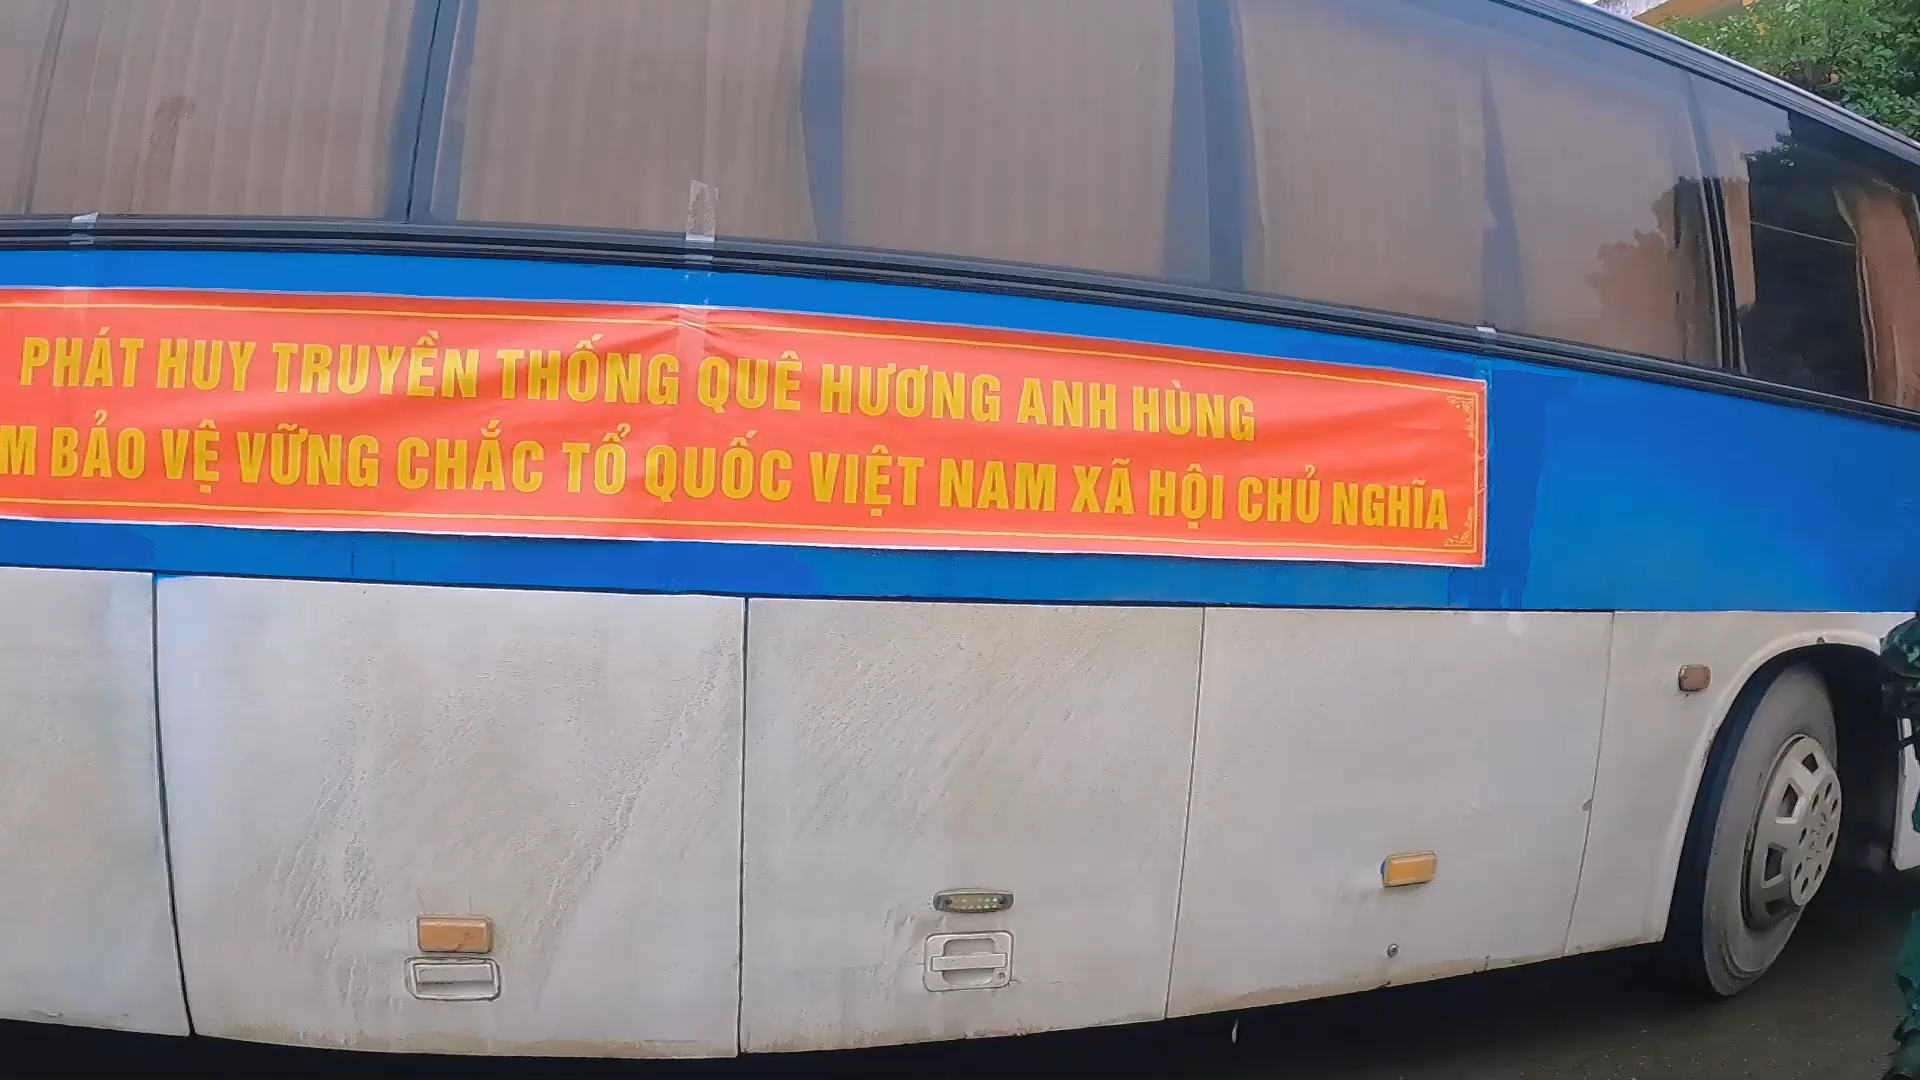 PHÁT HUY TRUYỀN THỐNG QUÊ HƯƠNG ANH HÙNG
BẢO VỆ VỮNG CHẮC TỔ QUỐC VIỆT NAM XÃ HỘI CHỦ NGHĨA